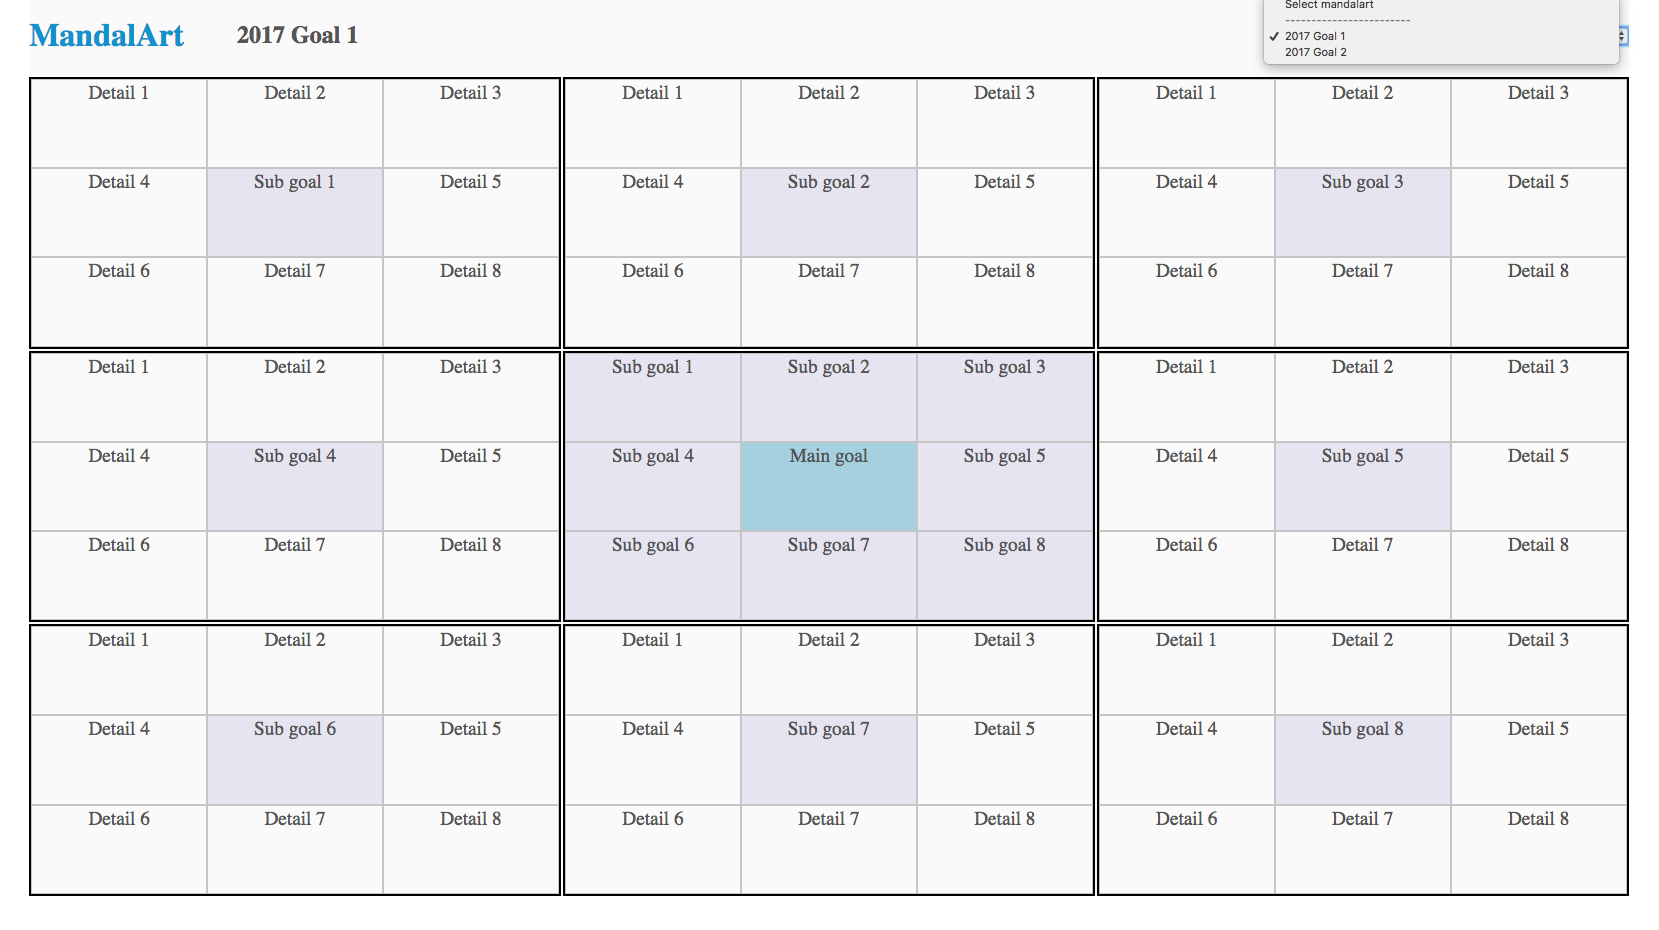 Select mandalart
------------------------
MandalArt 2017 Goal 1 ✓ 2017 Goal 1
2017 Goal 2
Detail 1 Detail 2 Detail 3 Detail 1 Detail 2 Detail 3 Detail 1 Detail 2 Detail 3
Detail 4 Sub goal 1 Detail 5 Detail 4 Sub goal 2 Detail 5 Detail 4 Sub goal 3 Detail 5
Detail 6 Detail 7 Detail 8 Detail 6 Detail 7 Detail 8 Detail 6 Detail 7 Detail 8
Detail 1 Detail 2 Detail 3 Sub goal 1 Sub goal 2 Sub goal 3 Detail 1 Detail 2 Detail 3
Detail 4 Sub goal 4 Detail 5 Sub goal 4 Main goal Sub goal 5 Detail 4 Sub goal 5 Detail 5
Detail 6 Detail 7 Detail 8 Sub goal 6 Sub goal 7 Sub goal 8 Detail 6 Detail 7 Detail 8
Detail 1 Detail 2 Detail 3 Detail 1 Detail 2 Detail 3 Detail 1 Detail 2 Detail 3
Detail 4 Sub goal 6 Detail 5 Detail 4 Sub goal 7 Detail 5 Detail 4 Sub goal 8 Detail 5
Detail 6 Detail 7 Detail 8 Detail 6 Detail 7 Detail 8 Detail 6 Detail 7 Detail 8